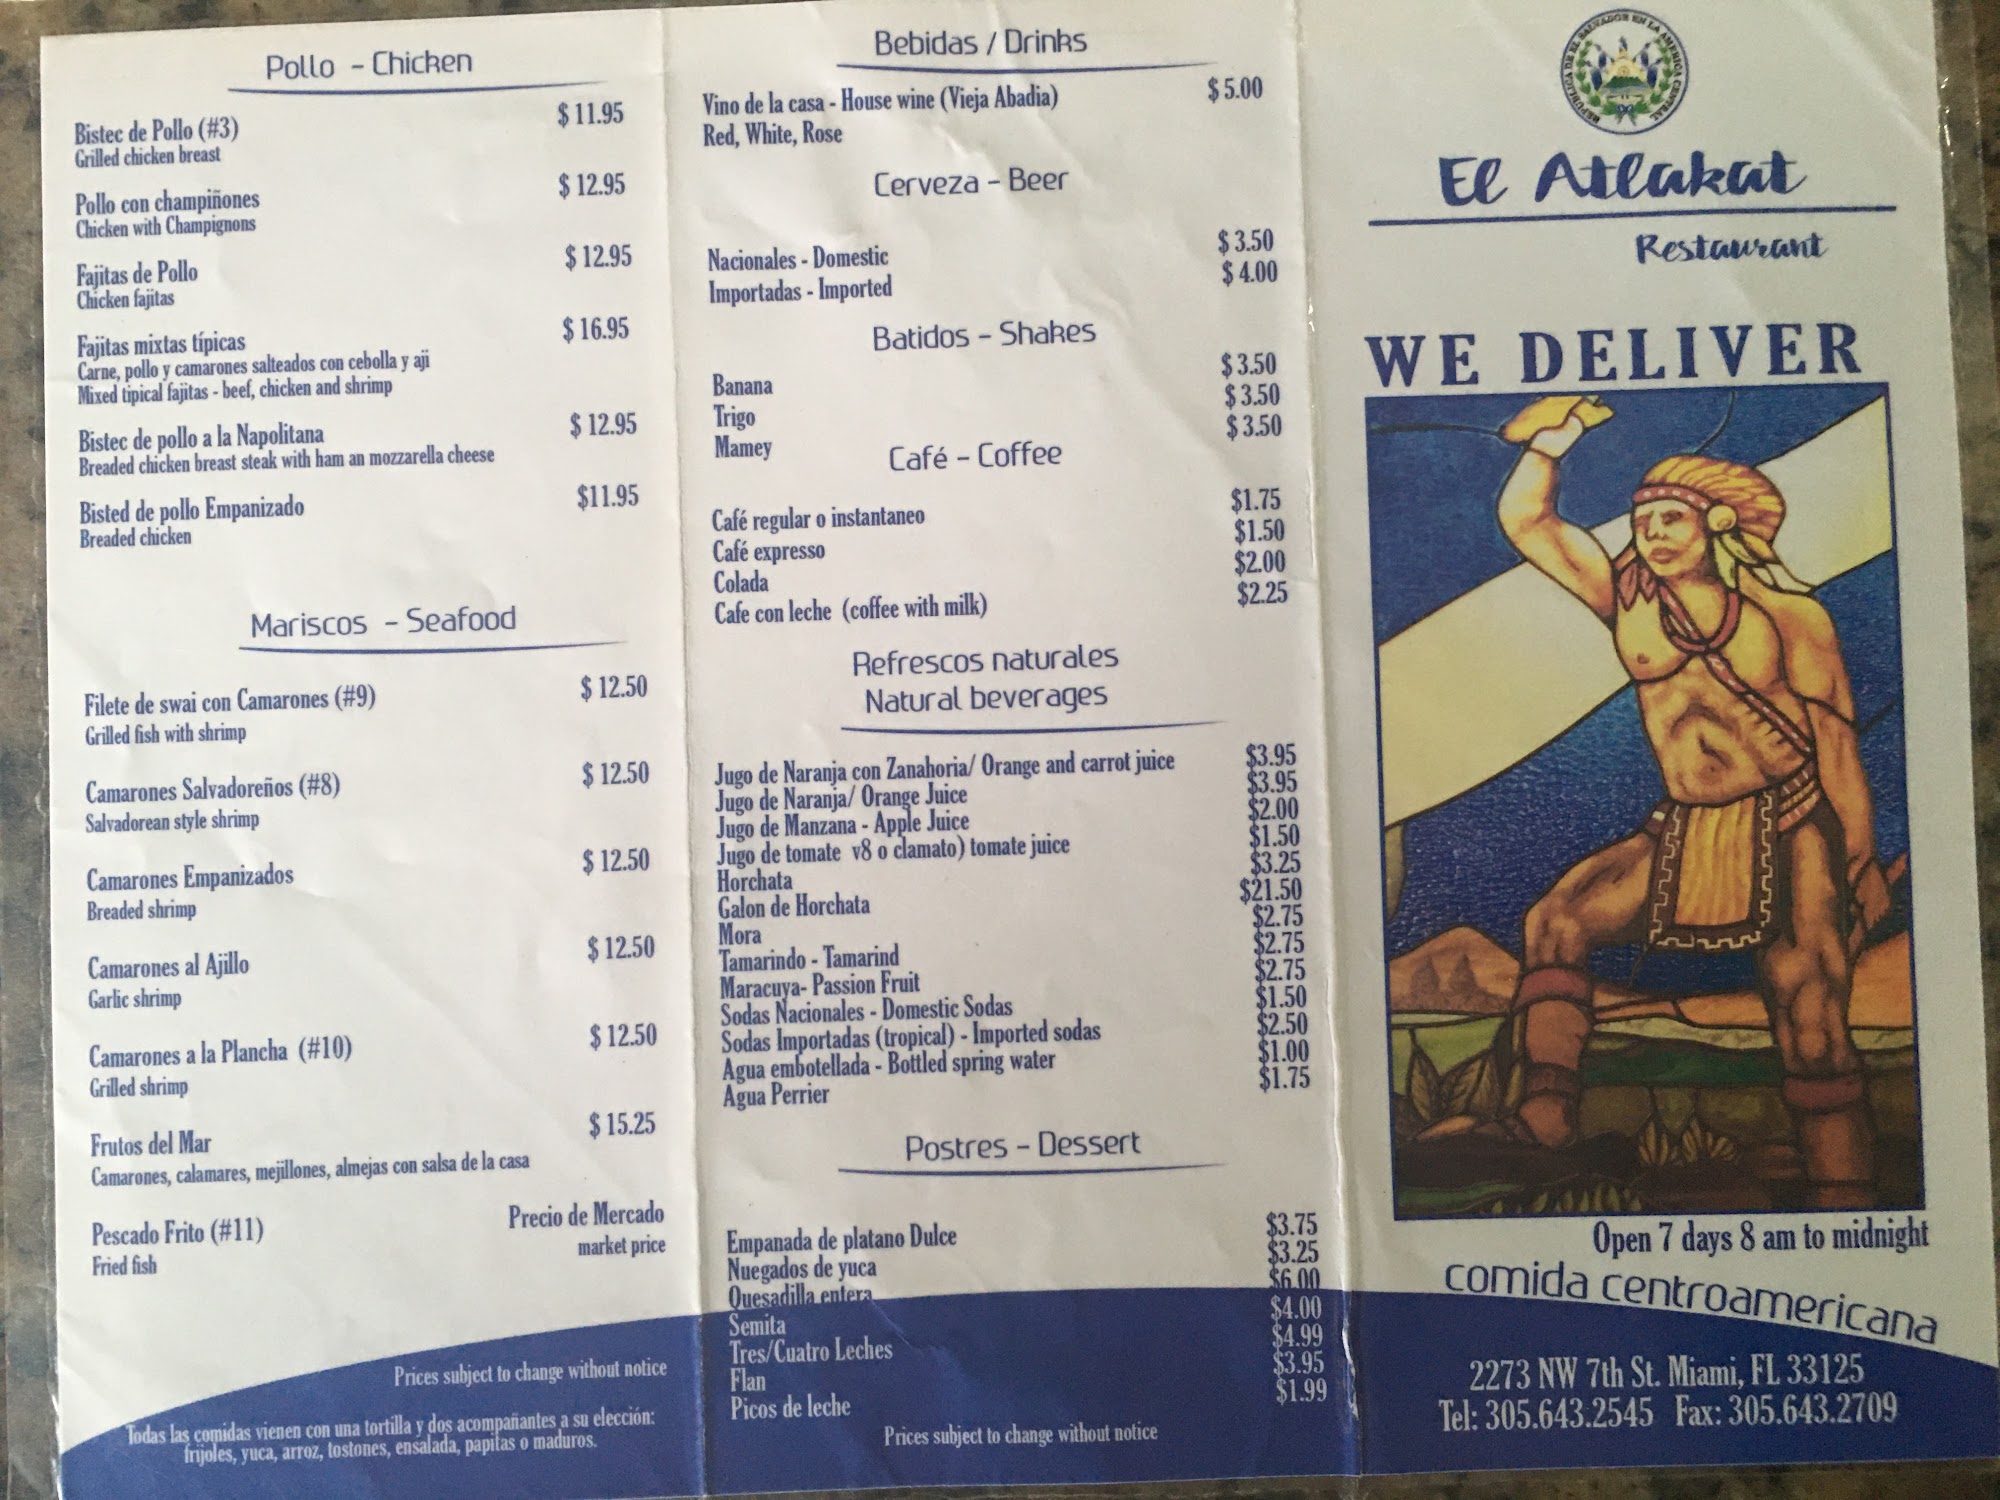 Pollo - Chicken
Bistec de Pollo (#3) $ 11.95
Grilled chicken breast
Pollo con champiñones $ 12.95
Chicken with Champignons
Fajitas de Pollo $ 12.95
Chicken fajitas
Fajitas mixtas típicas $ 16.95
Carne, pollo y camarones salteados con cebolla y aji
Mixed tipical fajitas - beef, chicken and shrimp
Bistec de pollo a la Napolitana $ 12.95
Breaded chicken breast steak with ham an mozzarella cheese
Bisted de pollo Empanizado $11.95
Breaded chicken
Mariscos - Seafood
Filete de swai con Camarones (#9) $ 12.50
Grilled fish with shrimp
Camarones Salvadoreños (#8) $ 12.50
Salvadorean style shrimp
Camarones Empanizados $ 12.50
Breaded shrimp
Camarones al Ajillo $ 12.50
Garlic shrimp
Camarones a la Plancha (#10) $ 12.50
Grilled shrimp
Frutos del Mar $ 15.25
Camarones, calamares, mejillones, almejas con salsa de la casa
Pescado Frito (#11) Precio de Mercado
Fried fish market price
Prices subject to change without notice
Todas las comidas vienen con una tortilla y dos acompañantes a su elección:
frijoles, yuca, arroz, tostones, ensalada, papitas o maduros.
Bebidas / Drinks
Vino de la casa - House wine (Vieja Abadia) $ 5.00
Red, White, Rose
Cerveza - Beer
Nacionales - Domestic $ 3.50
Importadas - Imported $ 4.00
Batidos - Shakes
Banana $ 3.50
Trigo $ 3.50
Mamey $ 3.50
Café - Coffee
Café regular o instantaneo $1.75
Café expresso $1.50
Colada $2.00
Cafe con leche (coffee with milk) $2.25
Refrescos naturales
Natural beverages
Jugo de Naranja con Zanahoria/ Orange and carrot juice $3.95
Jugo de Naranja/ Orange Juice $3.95
Jugo de Manzana - Apple Juice $2.00
Jugo de tomate v8 o clamato) tomate juice $1.50
Horchata $3.25
Galon de Horchata $21.50
Mora $2.75
Tamarindo - Tamarind $2.75
Maracuya- Passion Fruit $2.75
Sodas Nacionales - Domestic Sodas $1.50
Sodas Importadas (tropical) - Imported sodas $2.50
Agua embotellada - Bottled spring water $1.00
Agua Perrier $1.75
Postres - Dessert
Empanada de platano Dulce $3.75
Nuegados de yuca $3.25
Quesadilla entera $6.00
Semita $4.00
Tres/Cuatro Leches $4.99
Flan $3.95
Picos de leche $1.99
Prices subject to change without notice
REPUBLICA DE EL SALVADOR EN LA AMERICA CENTRAL
El Atlakat
Restaurant
WE DELIVER
Open 7 days 8 am to midnight
comida centroamericana
2273 NW 7th St. Miami, FL 33125
Tel: 305.643.2545 Fax: 305.643.2709